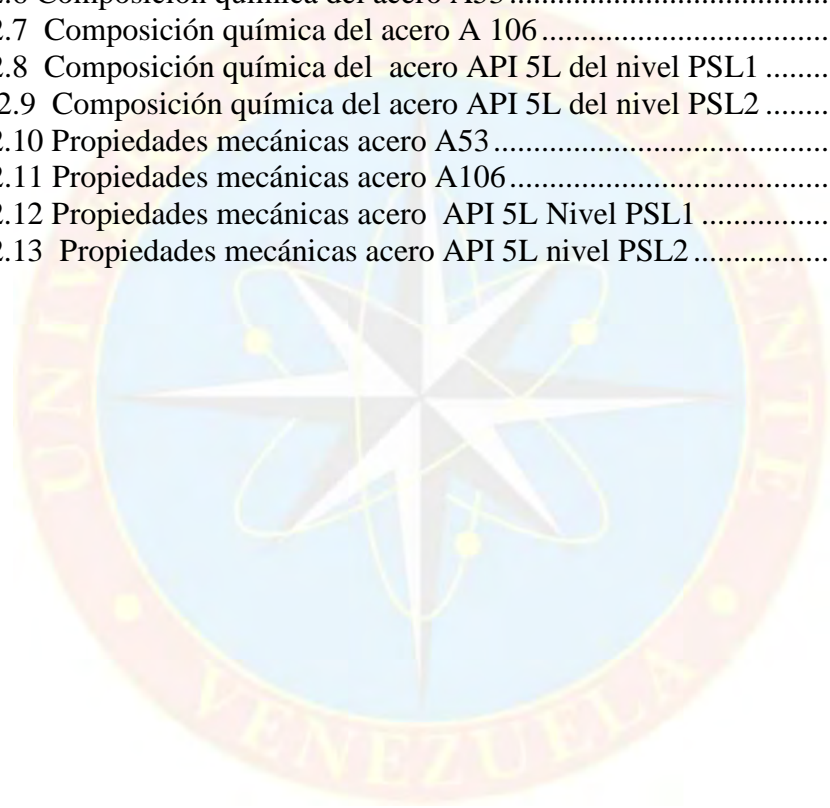 2.6 Composición química del acero A53
2.7 Composición química del acero A 106
2.8 Composición química del acero API 5L del nivel PSL1
2.9 Composición química del acero API 5L del nivel PSL2
2.10 Propiedades mecánicas acero A53
2.11 Propiedades mecánicas acero A106
2.12 Propiedades mecánicas acero API 5L Nivel PSL1
2.13 Propiedades mecánicas acero API 5L nivel PSL2
VENEZUELA